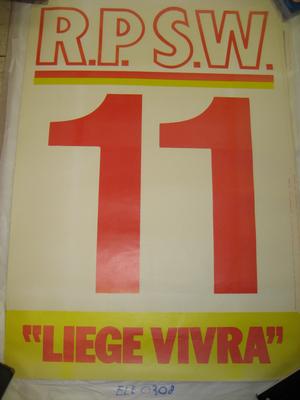 R.P. S.W.
11
"LIEGE VIVRA"
ELE 0308